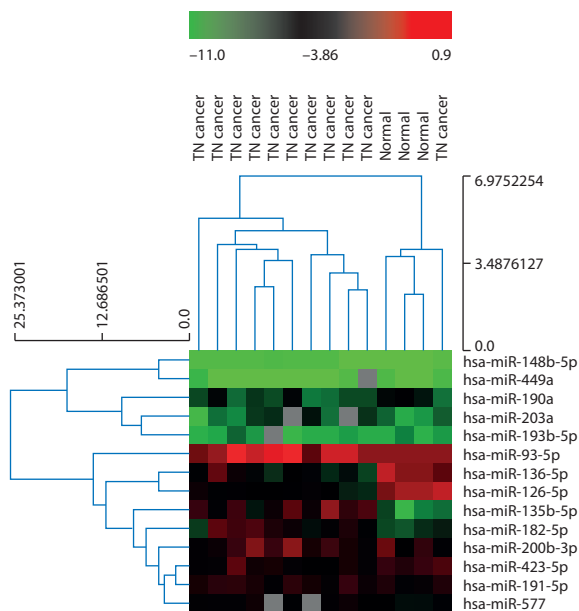 −11.0 −3.86 0.9
TN cancer
TN cancer
TN cancer
TN cancer
TN cancer
TN cancer
TN cancer
TN cancer
TN cancer
TN cancer
Normal
Normal
Normal
TN cancer
6.9752254
3.4876127
0.0
25.373001
12.686501
0.0
hsa-miR-148b-5p
hsa-miR-449a
hsa-miR-190a
hsa-miR-203a
hsa-miR-193b-5p
hsa-miR-93-5p
hsa-miR-136-5p
hsa-miR-126-5p
hsa-miR-135b-5p
hsa-miR-182-5p
hsa-miR-200b-3p
hsa-miR-423-5p
hsa-miR-191-5p
hsa-miR-577